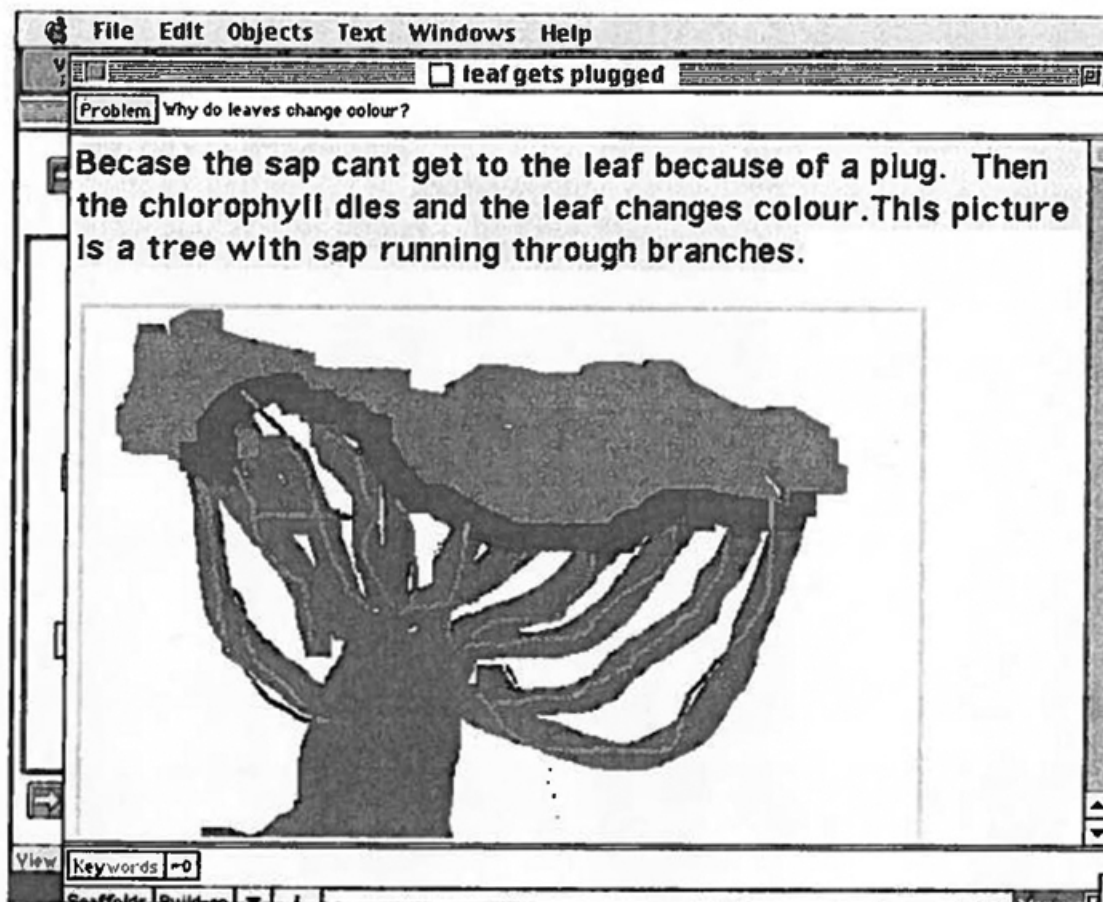 File Edit Objects Text Windows Help
leaf gets plugged
Problem Why do leaves change colour?
Becase the sap cant get to the leaf because of a plug. Then
the chlorophyll dies and the leaf changes colour.This picture
is a tree with sap running through branches.
View Keywords
Scaffolds Build-on